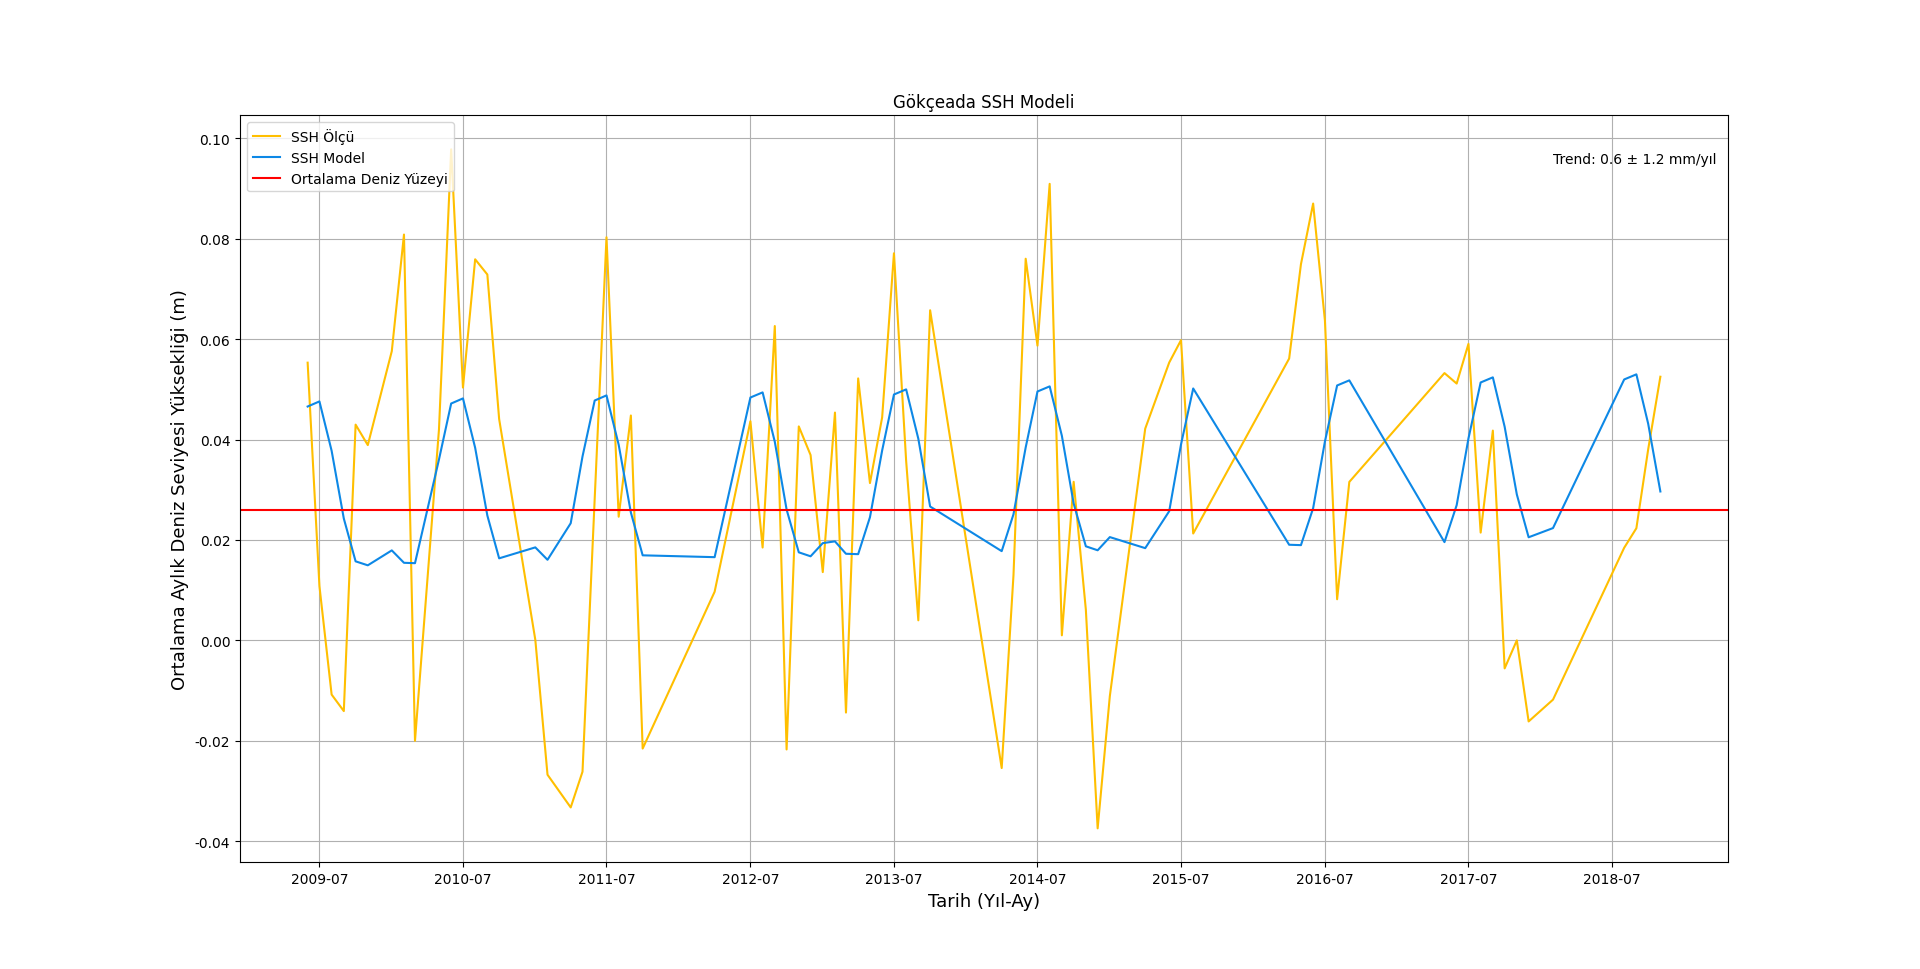 Gökçeada SSH Modeli
SSH Ölçü
SSH Model
Ortalama Deniz Yüzeyi
Trend: 0.6 ± 1.2 mm/yıl
Ortalama Aylık Deniz Seviyesi Yüksekliği (m)
0.10
0.08
0.06
0.04
0.02
0.00
-0.02
-0.04
2009-07 2010-07 2011-07 2012-07 2013-07 2014-07 2015-07 2016-07 2017-07 2018-07
Tarih (Yıl-Ay)